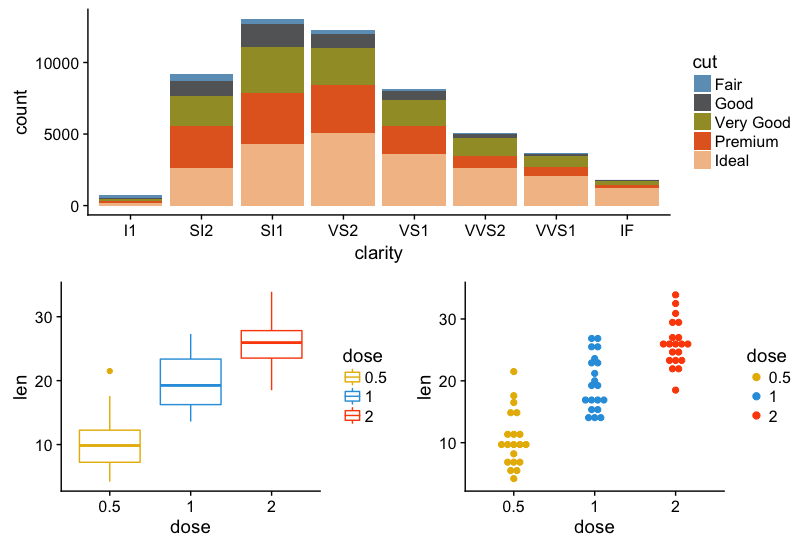 count
10000
5000
0
I1 SI2 SI1 VS2 VS1 VVS2 VVS1 IF
clarity
cut
Fair
Good
Very Good
Premium
Ideal
len
30
20
10
0.5 1 2
dose
dose
0.5
1
2
len
30
20
10
0.5 1 2
dose
dose
0.5
1
2